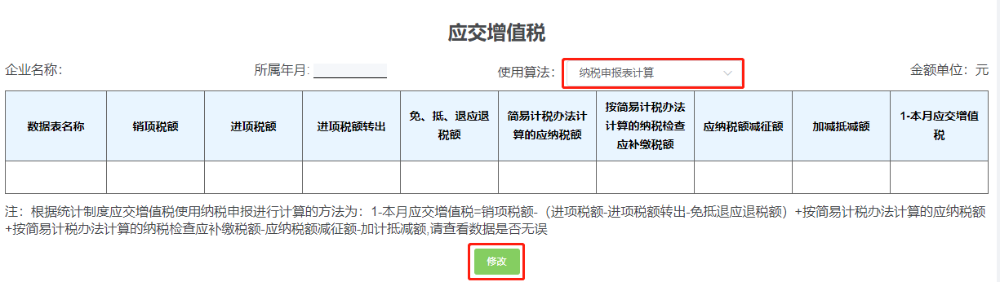 应交增值税
企业名称： 所属年月: 使用算法： 纳税申报表计算 金额单位：元
数据表名称 销项税额 进项税额 进项税额转出 免、抵、退应退税额 简易计税办法计算的应纳税额 按简易计税办法计算的纳税检查应补缴税额 应纳税额减征额 加减抵减额 1-本月应交增值税
注：根据统计制度应交增值税使用纳税申报进行计算的方法为：1-本月应交增值税=销项税额-（进项税额-进项税额转出-免抵退应退税额）+按简易计税办法计算的应纳税额
+按简易计税办法计算的纳税检查应补缴税额-应纳税额减征额-加计抵减额,请查看数据是否无误
修改